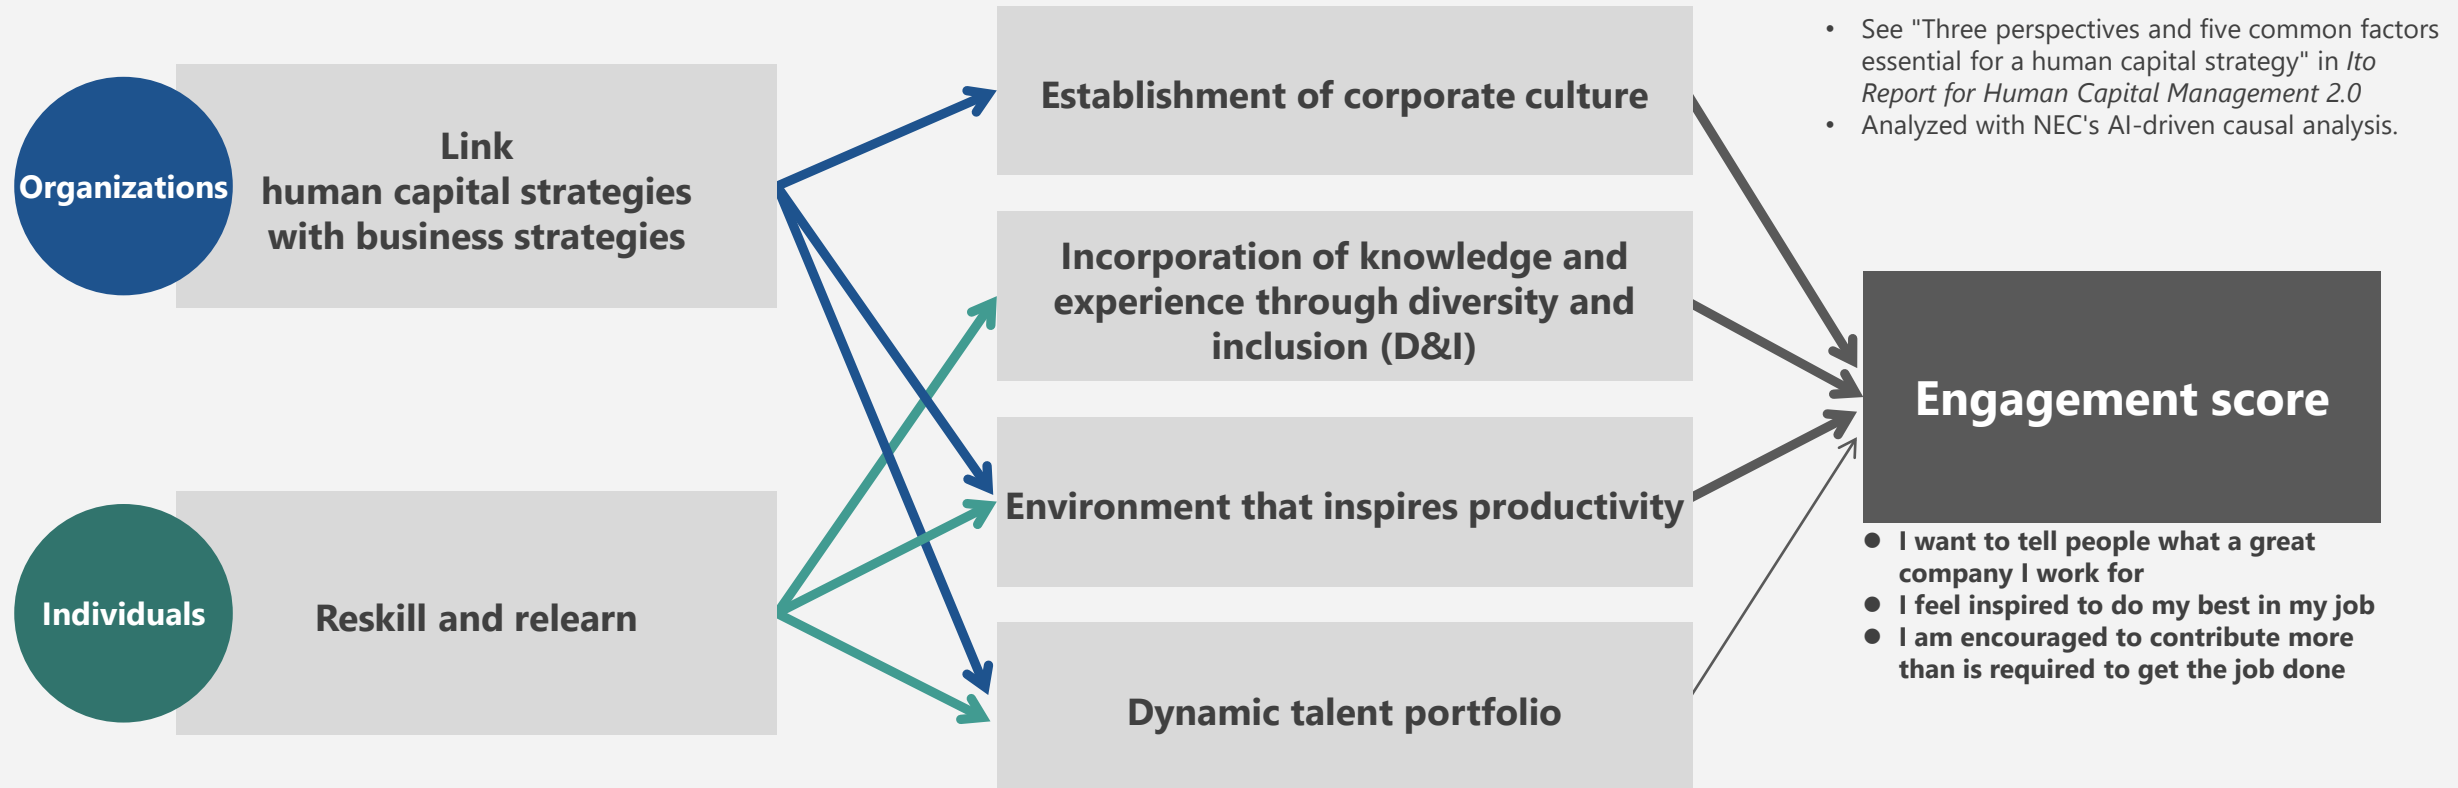 Organizations
Link
human capital strategies
with business strategies
Individuals
Reskill and relearn
Establishment of corporate culture
Incorporation of knowledge and
experience through diversity and
inclusion (D&I)
Environment that inspires productivity
Dynamic talent portfolio
• See "Three perspectives and five common factors
essential for a human capital strategy" in Ito
Report for Human Capital Management 2.0
• Analyzed with NEC's AI-driven causal analysis.
Engagement score
● I want to tell people what a great
company I work for
● I feel inspired to do my best in my job
● I am encouraged to contribute more
than is required to get the job done